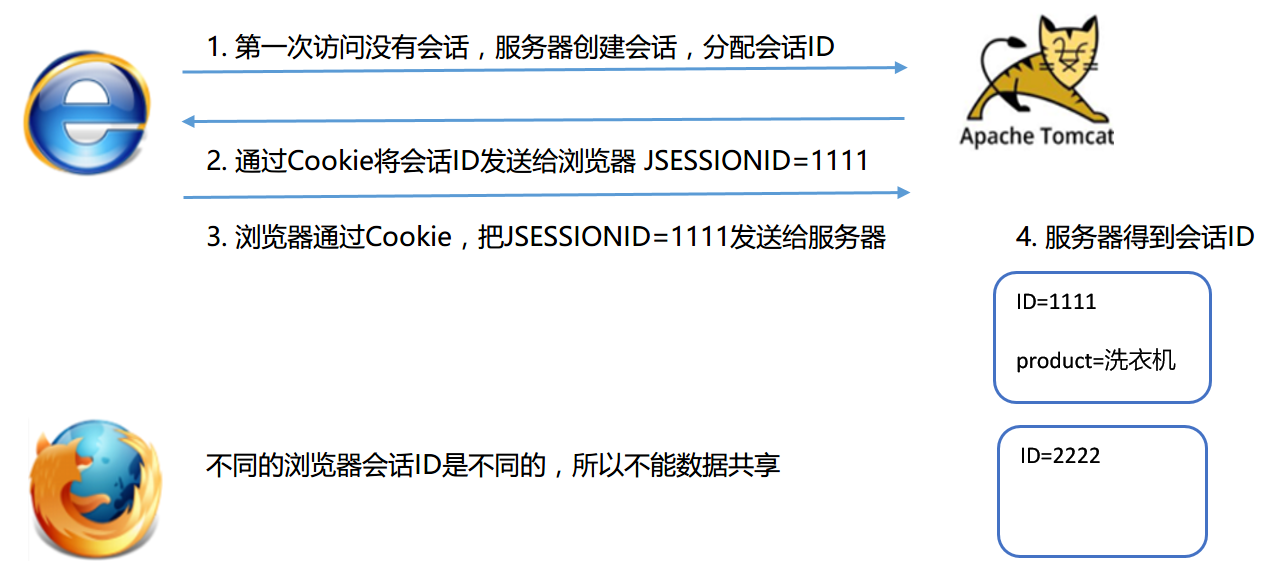 1. 第一次访问没有会话，服务器创建会话，分配会话ID
Apache Tomcat
2. 通过Cookie将会话ID发送给浏览器 JSESSIONID=1111
3. 浏览器通过Cookie，把JSESSIONID=1111发送给服务器
4. 服务器得到会话ID
ID=1111
product=洗衣机
不同的浏览器会话ID是不同的，所以不能数据共享
ID=2222